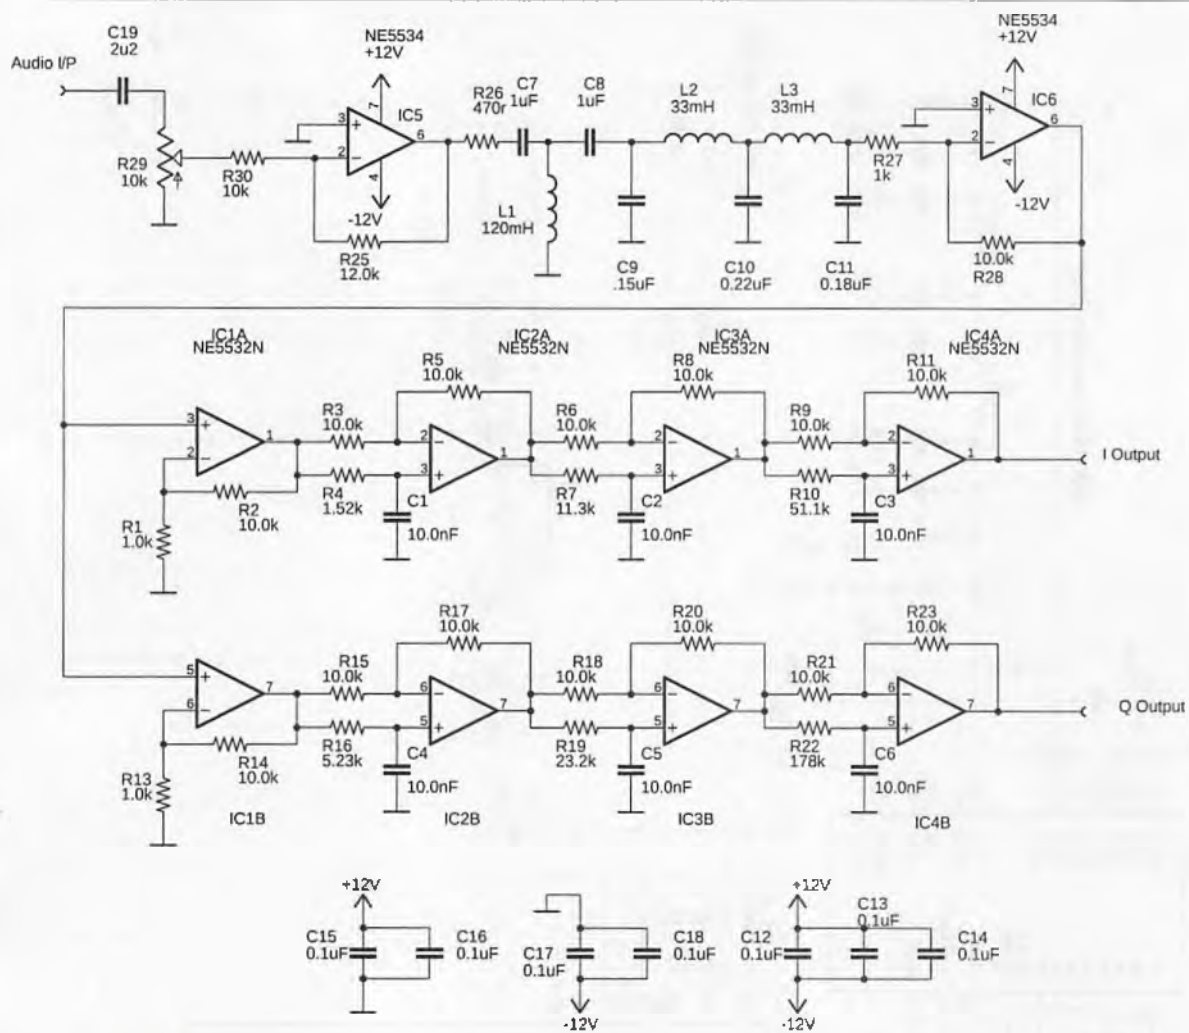 C19
2u2
Audio I/P
R29
10k
R30
10k
NE5534
+12V
IC5
3
+
2
−
7
6
4
-12V
R25
12.0k
R26
470r
C7
1uF
C8
1uF
L1
120mH
L2
33mH
L3
33mH
C9
.15uF
C10
0.22uF
C11
0.18uF
R27
1k
NE5534
+12V
IC6
3
+
2
−
7
6
4
-12V
10.0k
R28
IC1A
NE5532N
3
+
2
−
1
R1
1.0k
R2
10.0k
R3
10.0k
R4
1.52k
C1
10.0nF
R5
10.0k
IC2A
NE5532N
2
−
3
+
1
R6
10.0k
R7
11.3k
C2
10.0nF
R8
10.0k
IC3A
NE5532N
2
−
3
+
1
R9
10.0k
R10
51.1k
C3
10.0nF
R11
10.0k
IC4A
NE5532N
2
−
3
+
1
I Output
5
+
6
−
7
R13
1.0k
R14
10.0k
IC1B
R15
10.0k
R16
5.23k
C4
10.0nF
R17
10.0k
6
−
5
+
7
IC2B
R18
10.0k
R19
23.2k
C5
10.0nF
R20
10.0k
6
−
5
+
7
IC3B
R21
10.0k
R22
178k
C6
10.0nF
R23
10.0k
6
−
5
+
7
IC4B
Q Output
+12V
C15
0.1uF
C16
0.1uF
C17
0.1uF
C18
0.1uF
-12V
+12V
C12
0.1uF
C13
0.1uF
C14
0.1uF
-12V